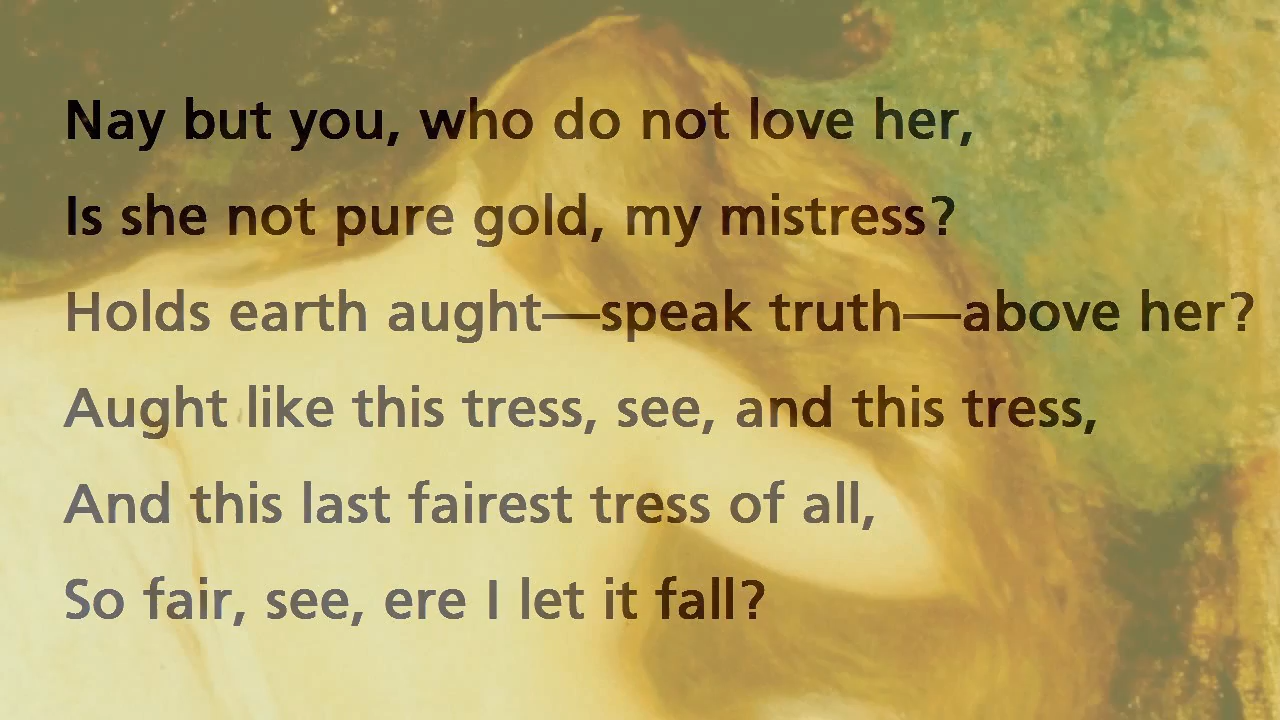 Nay but you, who do not love her,
Is she not pure gold, my mistress?
Holds earth aught—speak truth—above her?
Aught like this tress, see, and this tress,
And this last fairest tress of all,
So fair, see, ere I let it fall?